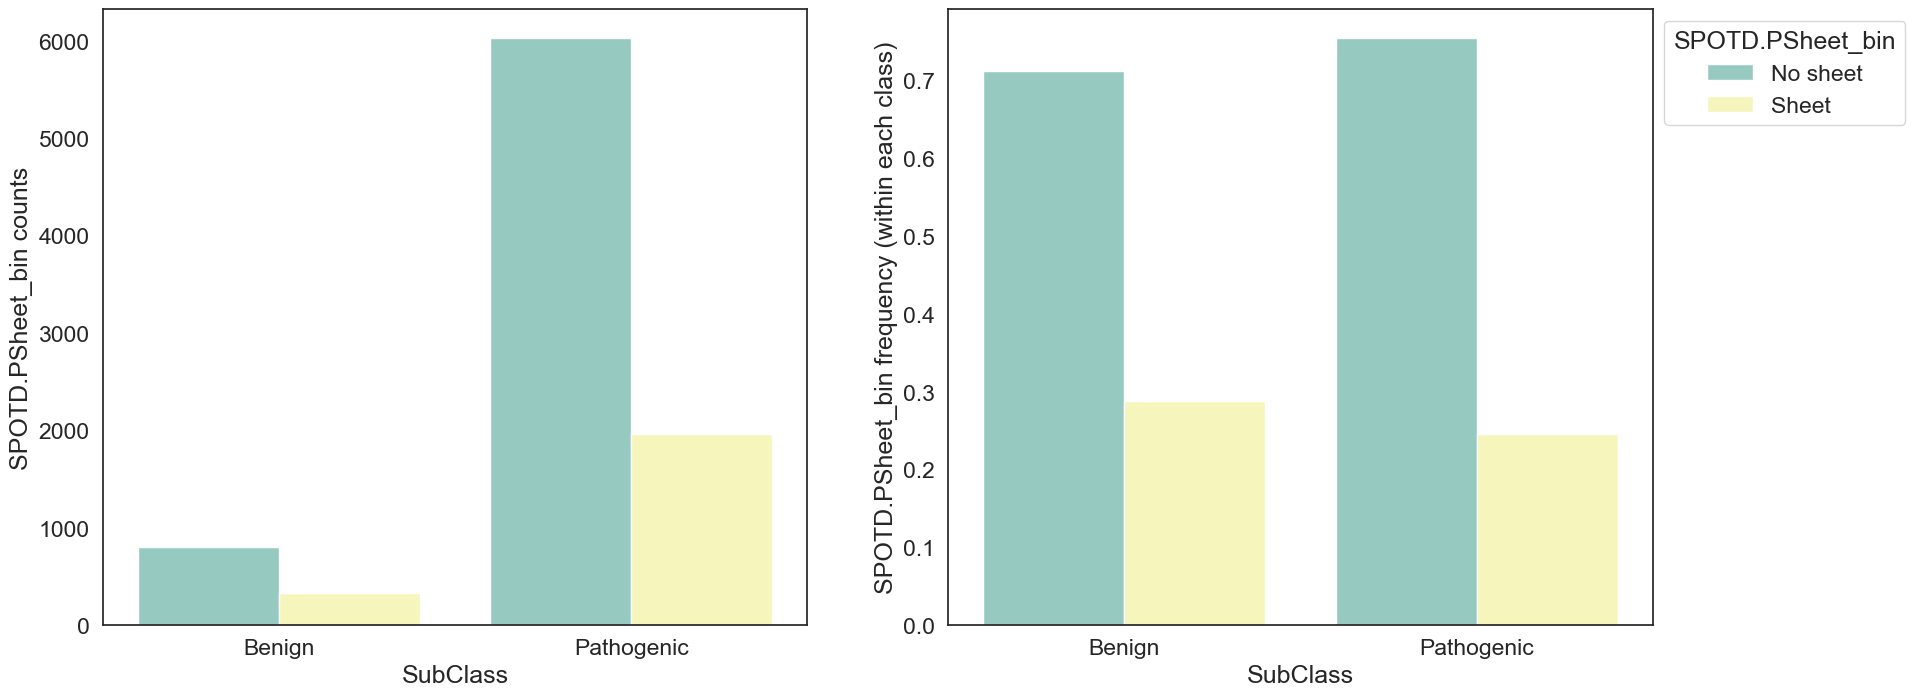 SPOTD.PSheet_bin counts
6000
5000
4000
3000
2000
1000
0
Benign
Pathogenic
SubClass
SPOTD.PSheet_bin frequency (within each class)
0.7
0.6
0.5
0.4
0.3
0.2
0.1
0.0
Benign
Pathogenic
SubClass
SPOTD.PSheet_bin
No sheet
Sheet